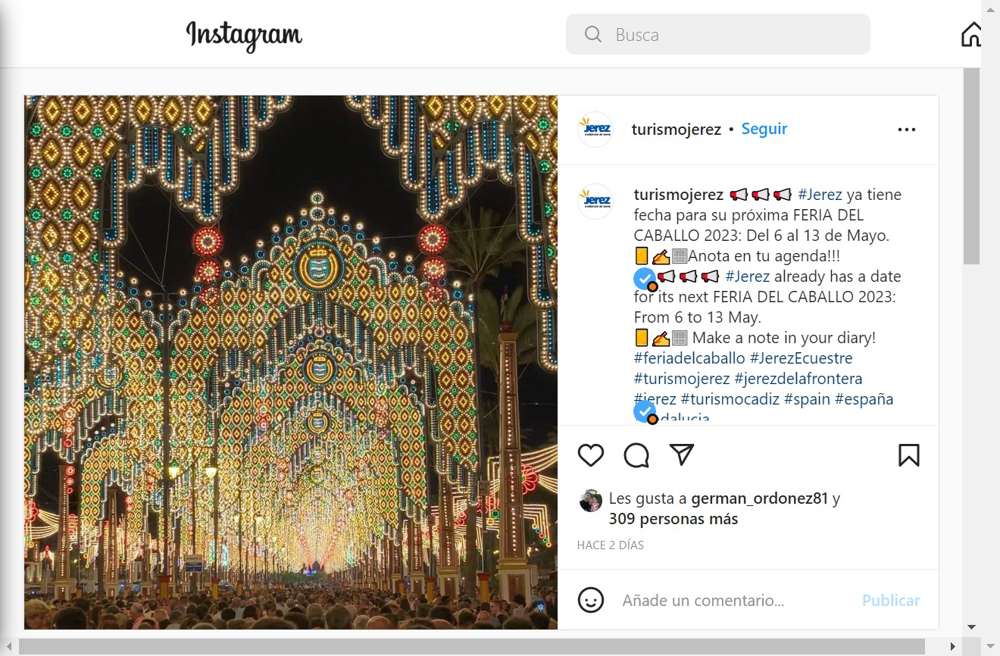 Instagram
Busca
Jerez
turismojerez • Seguir
Jerez
turismojerez 📢📢📢 #Jerez ya tiene
fecha para su próxima FERIA DEL
CABALLO 2023: Del 6 al 13 de Mayo.
📒✍️🏽Anota en tu agenda!!!
📢📢📢 #Jerez already has a date
for its next FERIA DEL CABALLO 2023:
From 6 to 13 May.
📒✍️🏽 Make a note in your diary!
#feriadelcaballo #JerezEcuestre
#turismojerez #jerezdelafrontera
#jerez #turismocadiz #spain #españa
Les gusta a german_ordonez81 y
309 personas más
HACE 2 DÍAS
Añade un comentario... Publicar